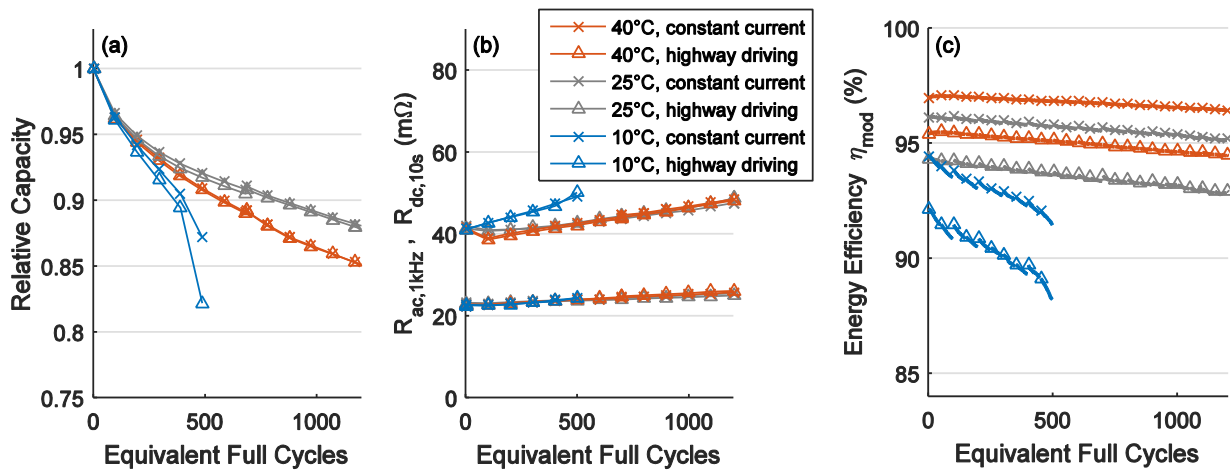 (a)
1
0.95
0.9
0.85
0.8
0.75
0
500
1000
Relative Capacity
Equivalent Full Cycles
(b)
80
60
40
20
0
0
500
1000
R_ac,1kHz , R_dc,10s (mΩ)
Equivalent Full Cycles
40°C, constant current
40°C, highway driving
25°C, constant current
25°C, highway driving
10°C, constant current
10°C, highway driving
(c)
100
95
90
85
0
500
1000
Energy Efficiency η_mod (%)
Equivalent Full Cycles